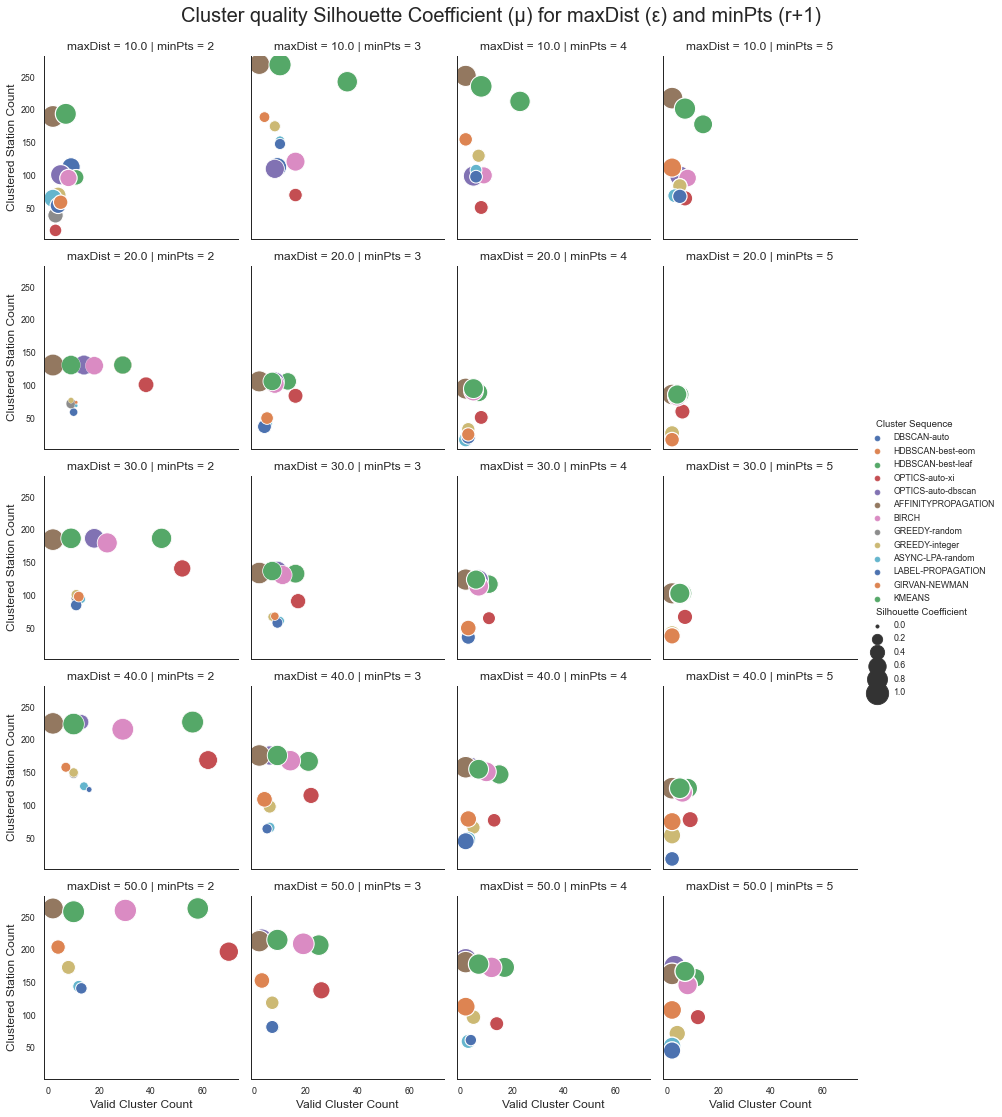 Cluster quality Silhouette Coefficient (μ) for maxDist (ε) and minPts (r+1)
maxDist = 10.0 | minPts = 2
maxDist = 10.0 | minPts = 3
maxDist = 10.0 | minPts = 4
maxDist = 10.0 | minPts = 5
Clustered Station Count
250
200
150
100
50
maxDist = 20.0 | minPts = 2
maxDist = 20.0 | minPts = 3
maxDist = 20.0 | minPts = 4
maxDist = 20.0 | minPts = 5
Clustered Station Count
250
200
150
100
50
maxDist = 30.0 | minPts = 2
maxDist = 30.0 | minPts = 3
maxDist = 30.0 | minPts = 4
maxDist = 30.0 | minPts = 5
Clustered Station Count
250
200
150
100
50
maxDist = 40.0 | minPts = 2
maxDist = 40.0 | minPts = 3
maxDist = 40.0 | minPts = 4
maxDist = 40.0 | minPts = 5
Clustered Station Count
250
200
150
100
50
maxDist = 50.0 | minPts = 2
maxDist = 50.0 | minPts = 3
maxDist = 50.0 | minPts = 4
maxDist = 50.0 | minPts = 5
Clustered Station Count
250
200
150
100
50
0 20 40 60
0 20 40 60
0 20 40 60
0 20 40 60
Valid Cluster Count
Valid Cluster Count
Valid Cluster Count
Valid Cluster Count
Cluster Sequence
DBSCAN-auto
HDBSCAN-best-eom
HDBSCAN-best-leaf
OPTICS-auto-xi
OPTICS-auto-dbscan
AFFINITYPROPAGATION
BIRCH
GREEDY-random
GREEDY-integer
ASYNC-LPA-random
LABEL-PROPAGATION
GIRVAN-NEWMAN
KMEANS
Silhouette Coefficient
0.0
0.2
0.4
0.6
0.8
1.0